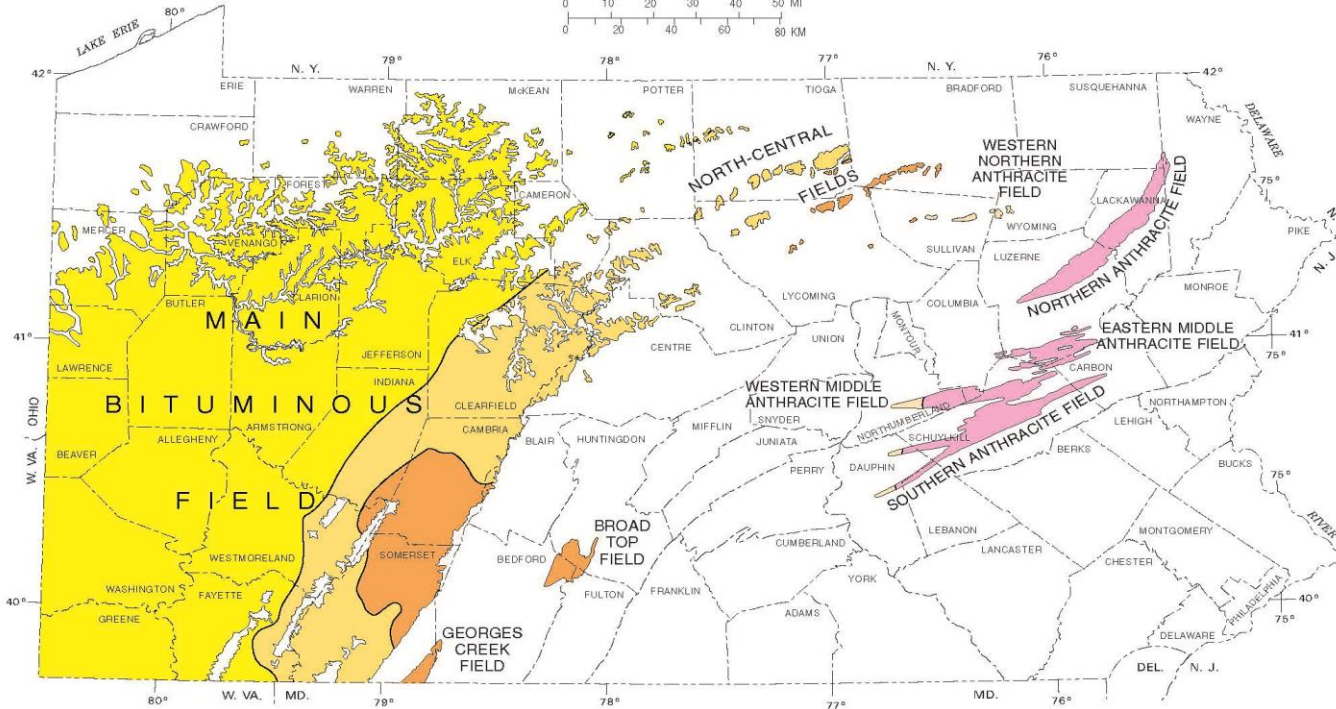 0 10 20 30 40 50 MI
0 20 40 60 80 KM
80°
LAKE ERIE
79°
78°
77°
76°
42°
N. Y.
N. Y.
42°
ERIE
WARREN
McKEAN
POTTER
TIOGA
BRADFORD
SUSQUEHANNA
WAYNE
DELAWARE
CRAWFORD
NORTH-CENTRAL
FIELDS
WESTERN
NORTHERN
ANTHRACITE
FIELD
FOREST
CAMERON
75°
LACKAWANNA
NORTHERN ANTHRACITE FIELD
MERCER
VENANGO
ELK
SULLIVAN
WYOMING
LUZERNE
PIKE
N. J.
BUTLER
CLARION
LYCOMING
COLUMBIA
MONROE
MAIN
CLINTON
UNION
MONTOUR
41°
EASTERN MIDDLE
ANTHRACITE FIELD
41°
75°
LAWRENCE
JEFFERSON
CENTRE
CARBON
INDIANA
WESTERN MIDDLE
ANTHRACITE FIELD
BITUMINOUS
CLEARFIELD
NORTHAMPTON
ALLEGHENY
ARMSTRONG
CAMBRIA
BLAIR
HUNTINGDON
MIFFLIN
SNYDER
JUNIATA
NORTHUMBERLAND
SCHUYLKILL
LEHIGH
W. VA.
OHIO
BEAVER
PERRY
DAUPHIN
SOUTHERN ANTHRACITE FIELD
BERKS
BUCKS
75°
FIELD
BROAD
TOP
FIELD
LEBANON
MONTGOMERY
RIVER
WESTMORELAND
SOMERSET
BEDFORD
CUMBERLAND
LANCASTER
CHESTER
WASHINGTON
FAYETTE
FULTON
FRANKLIN
YORK
PHILADELPHIA
40°
40°
75°
GREENE
ADAMS
GEORGES
CREEK
FIELD
DELAWARE
DEL.
N. J.
80°
W. VA.
MD.
79°
78°
77°
MD.
76°